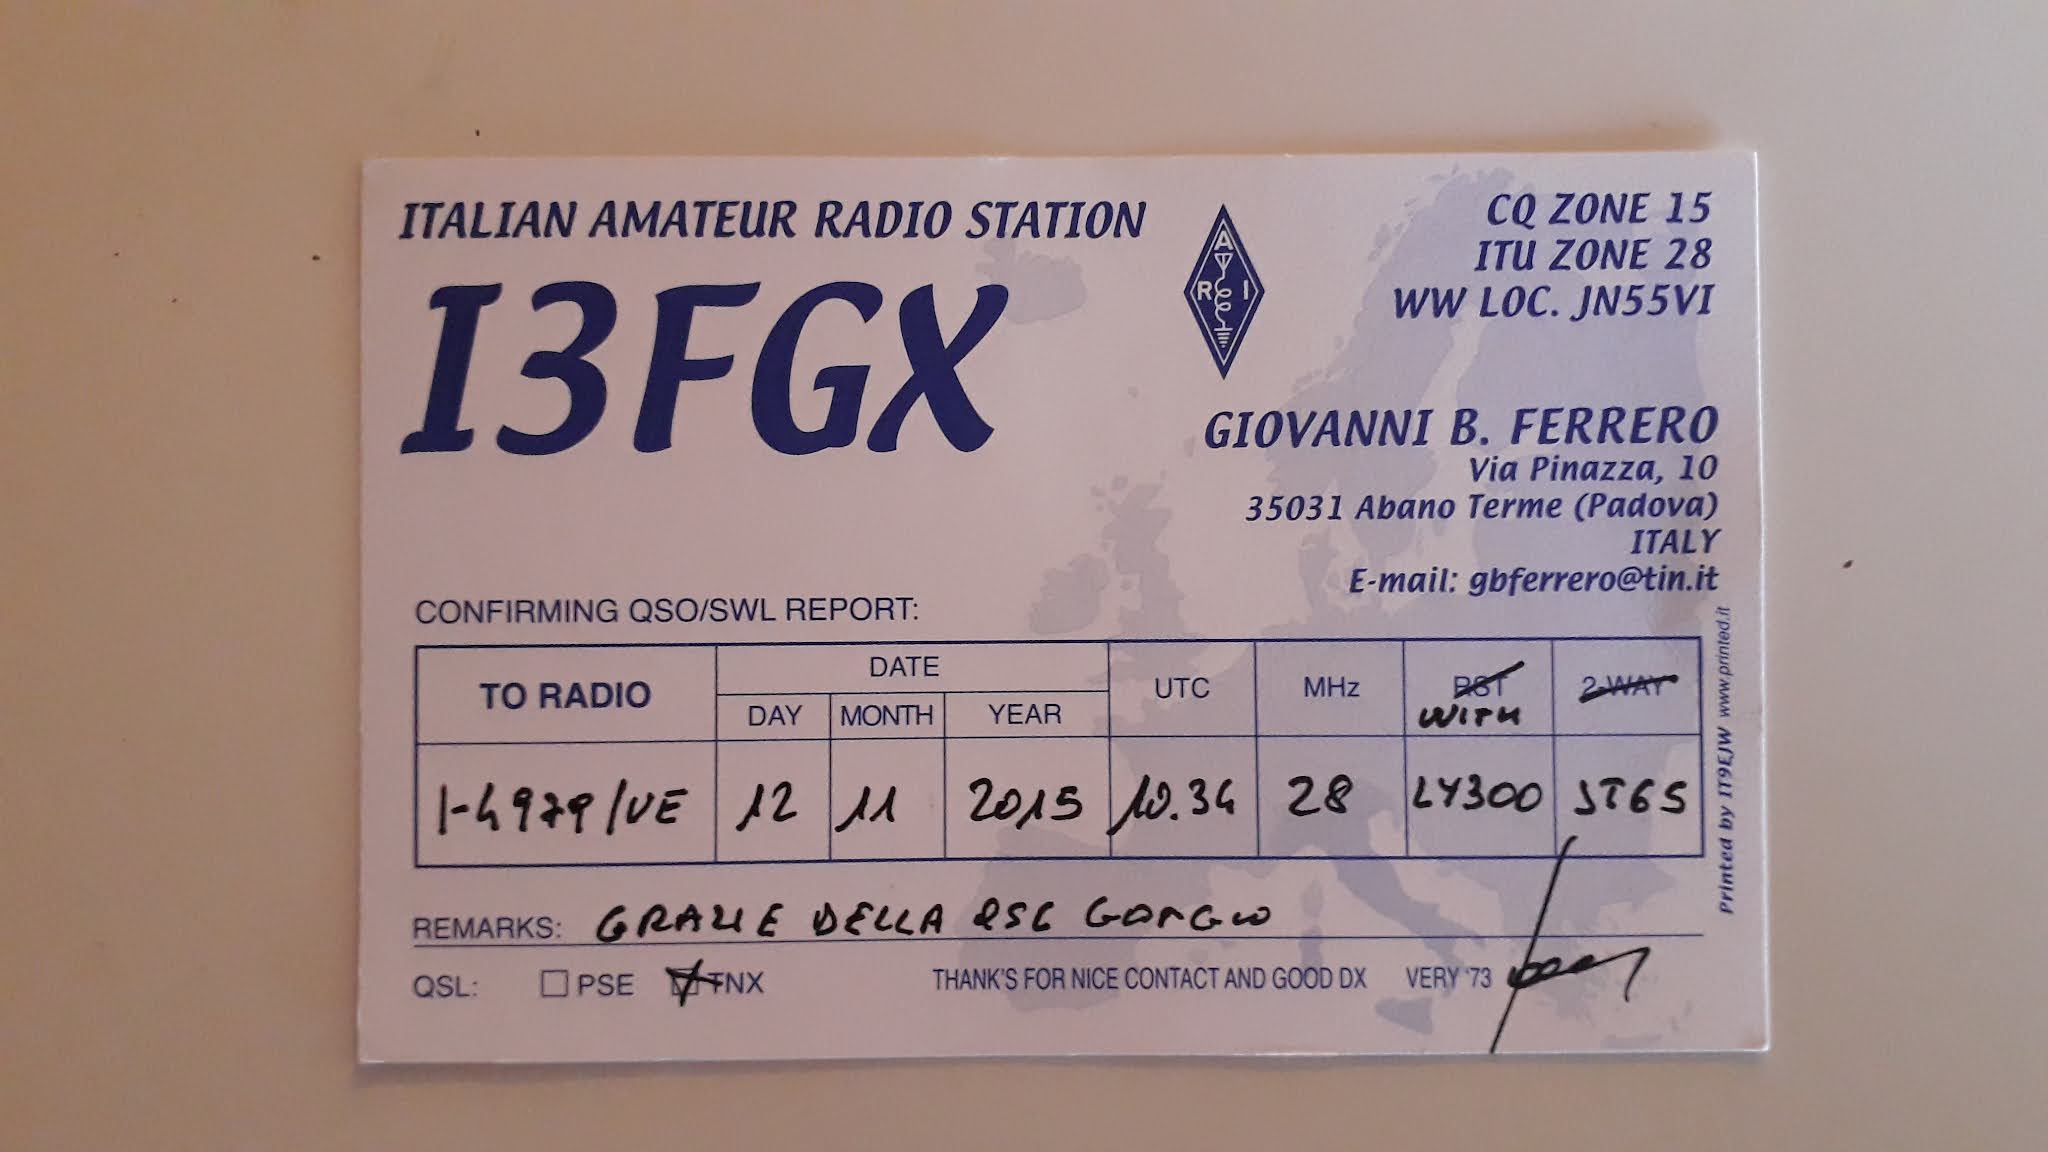 ITALIAN AMATEUR RADIO STATION
I3FGX
A
R I
CQ ZONE 15
ITU ZONE 28
WW LOC. JN55VI
GIOVANNI B. FERRERO
Via Pinazza, 10
35031 Abano Terme (Padova)
ITALY
E-mail: gbferrero@tin.it
CONFIRMING QSO/SWL REPORT:
TO RADIO DATE UTC MHz RST 2-WAY
DAY MONTH YEAR WITH
I-4979/VE 12 11 2015 10.34 28 LY300 JT65
REMARKS: GRAZIE DELLA QSL GIORGIO
QSL: PSE TNX THANK'S FOR NICE CONTACT AND GOOD DX VERY '73
Printed by IT9EJW www.printed.it